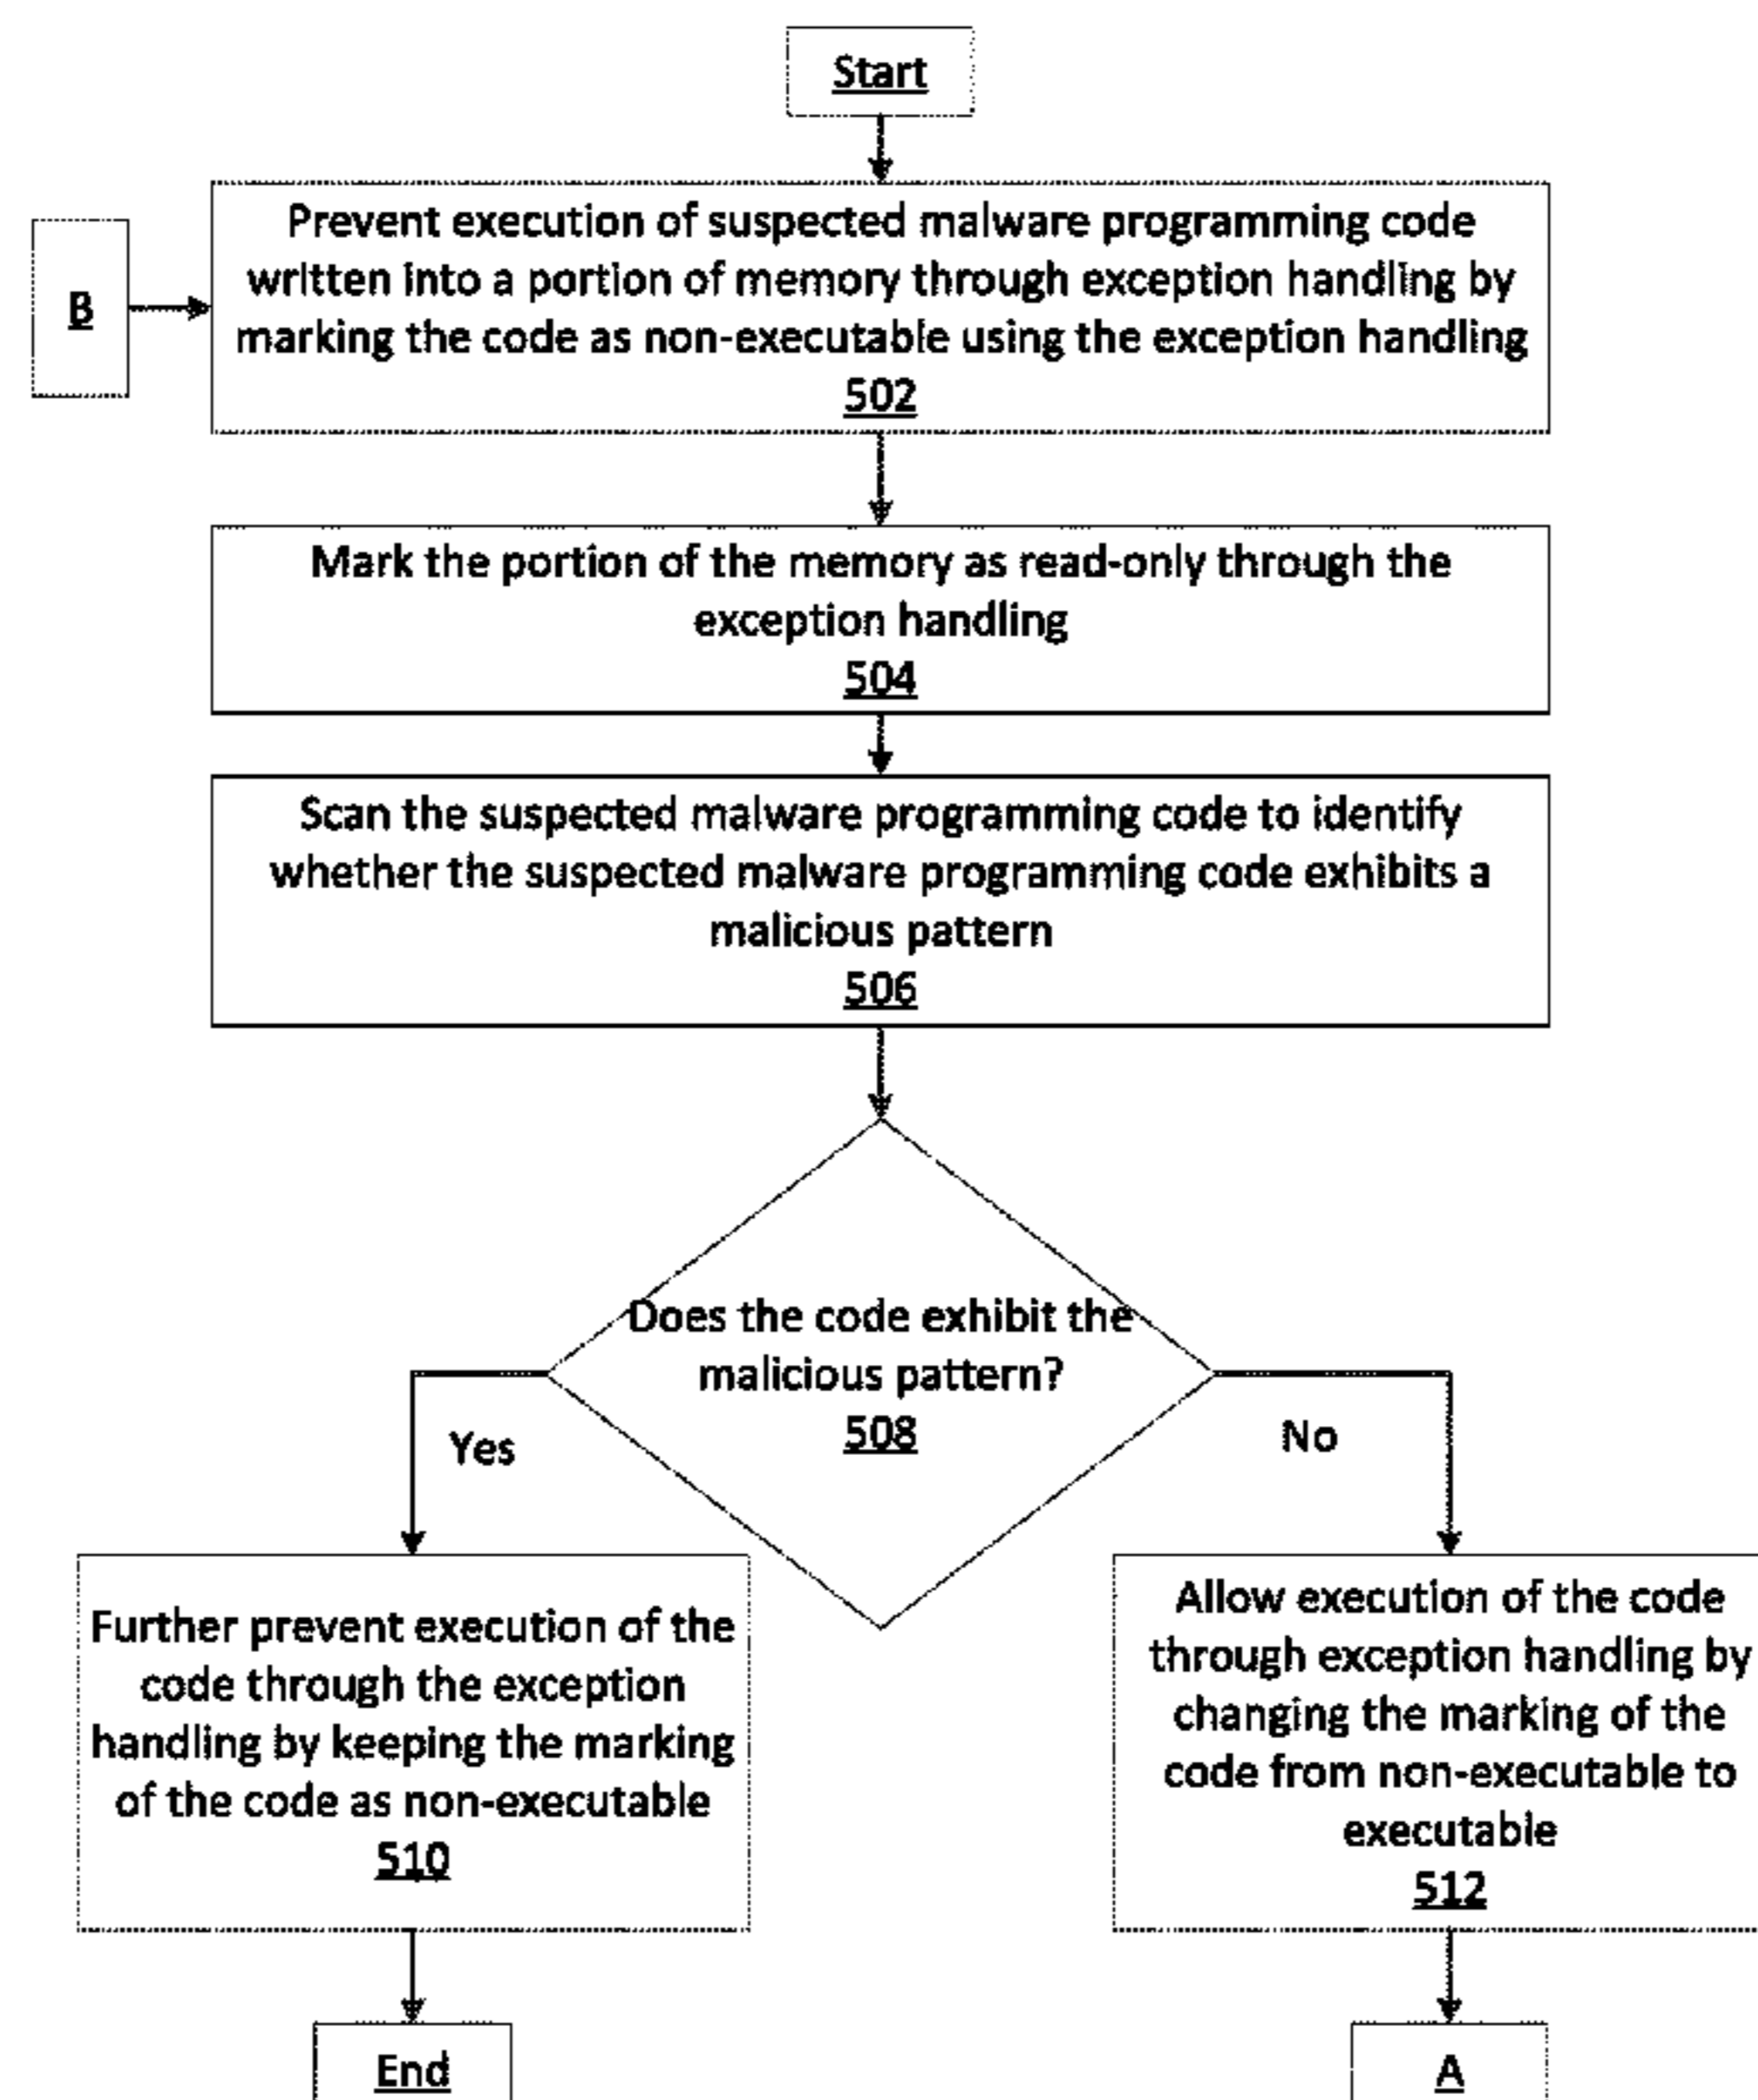 Start
B
Prevent execution of suspected malware programming code
written into a portion of memory through exception handling by
marking the code as non-executable using the exception handling
502
Mark the portion of the memory as read-only through the
exception handling
504
Scan the suspected malware programming code to identify
whether the suspected malware programming code exhibits a
malicious pattern
506
Does the code exhibit the
malicious pattern?
508
Yes
No
Further prevent execution of the
code through the exception
handling by keeping the marking
of the code as non-executable
510
Allow execution of the code
through exception handling by
changing the marking of the
code from non-executable to
executable
512
End
A